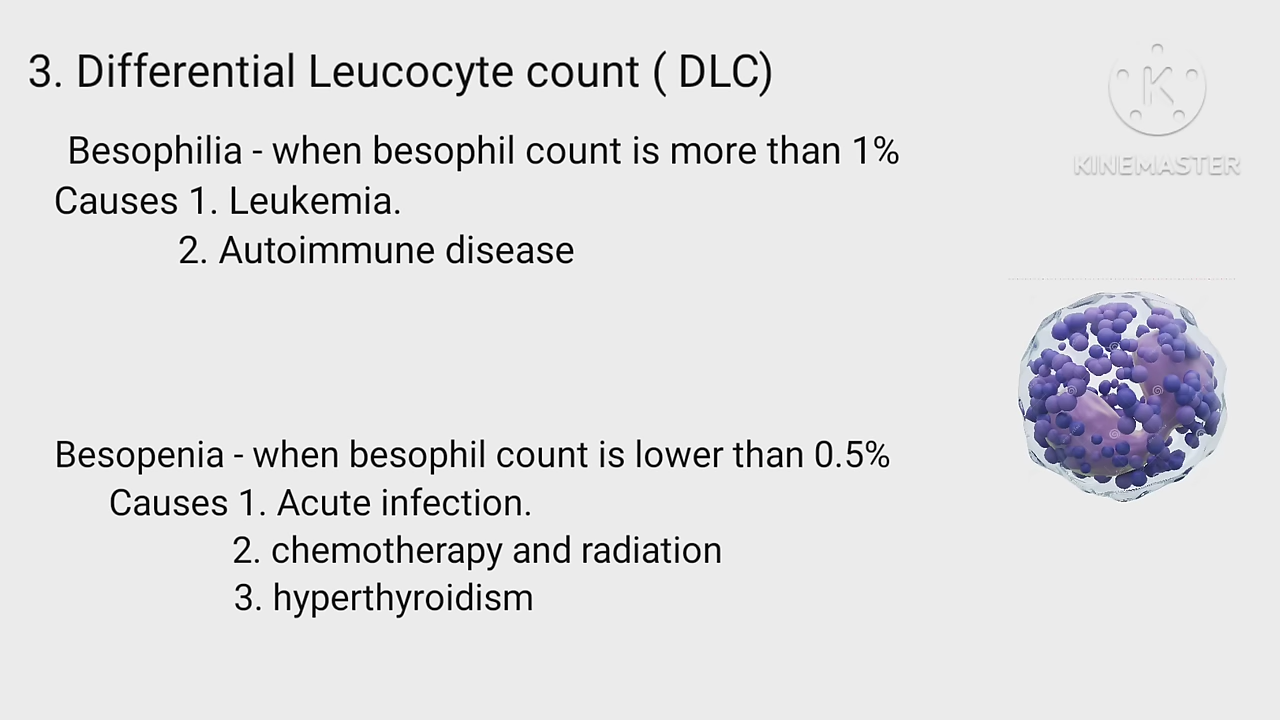 3. Differential Leucocyte count ( DLC)
Besophilia - when besophil count is more than 1%
Causes 1. Leukemia.
2. Autoimmune disease
Besopenia - when besophil count is lower than 0.5%
Causes 1. Acute infection.
2. chemotherapy and radiation
3. hyperthyroidism
K
KINEMASTER